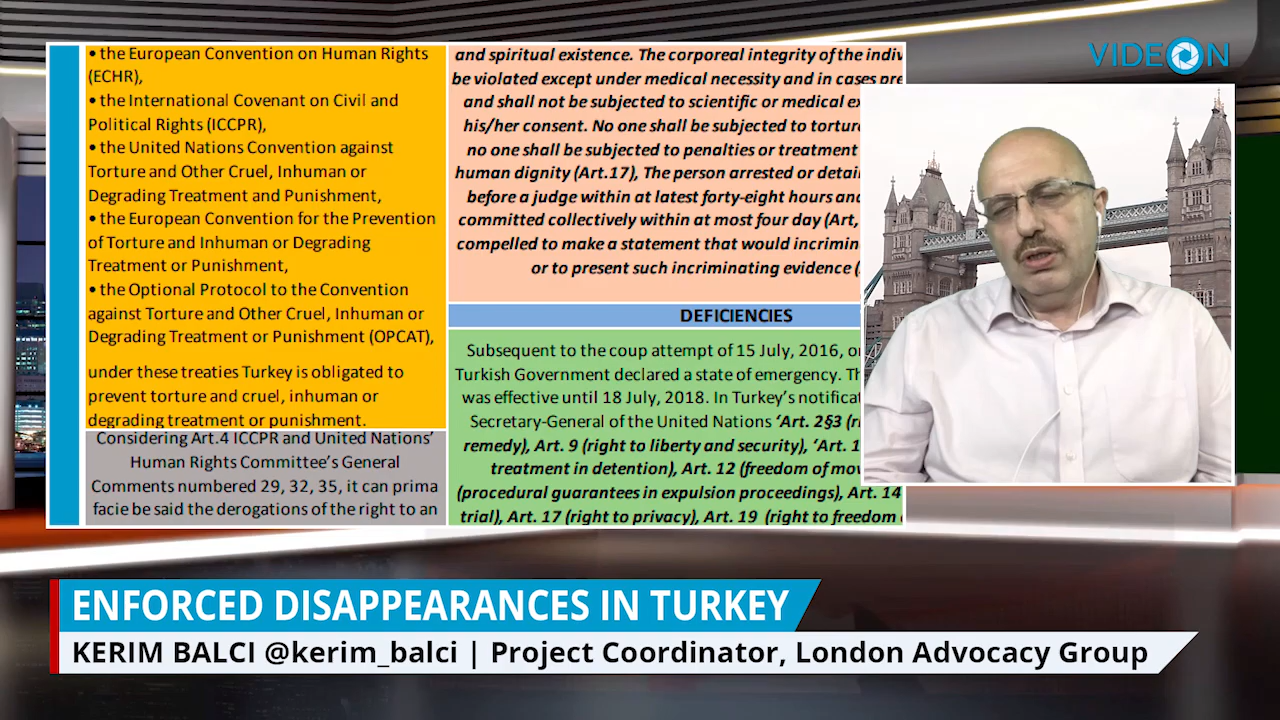 VIDEON
• the European Convention on Human Rights
(ECHR),
• the International Covenant on Civil and
Political Rights (ICCPR),
• the United Nations Convention against
Torture and Other Cruel, Inhuman or
Degrading Treatment and Punishment,
• the European Convention for the Prevention
of Torture and Inhuman or Degrading
Treatment or Punishment,
• the Optional Protocol to the Convention
against Torture and Other Cruel, Inhuman or
Degrading Treatment or Punishment (OPCAT),
under these treaties Turkey is obligated to
prevent torture and cruel, inhuman or
degrading treatment or punishment.
Considering Art.4 ICCPR and United Nations’
Human Rights Committee’s General
Comments numbered 29, 32, 35, it can prima
facie be said the derogations of the right to an
and spiritual existence. The corporeal integrity of the
be violated except under medical necessity and in cases
and shall not be subjected to scientific or medical
his/her consent. No one shall be subjected to
no one shall be subjected to penalties or treatment
human dignity (Art.17), The person arrested or
before a judge within at latest forty-eight hours and
committed collectively within at most four day (Art,
compelled to make a statement that would
or to present such incriminating evidence
DEFICIENCIES
Subsequent to the coup attempt of 15 July, 2016,
Turkish Government declared a state of emergency.
was effective until 18 July, 2018. In Turkey’s
Secretary-General of the United Nations ‘Art. 2§3
remedy), Art. 9 (right to liberty and security), ‘Art.
treatment in detention), Art. 12 (freedom of
(procedural guarantees in expulsion proceedings), Art. 14
trial), Art. 17 (right to privacy), Art. 19 (right to freedom
ENFORCED DISAPPEARANCES IN TURKEY
KERIM BALCI @kerim_balci | Project Coordinator, London Advocacy Group